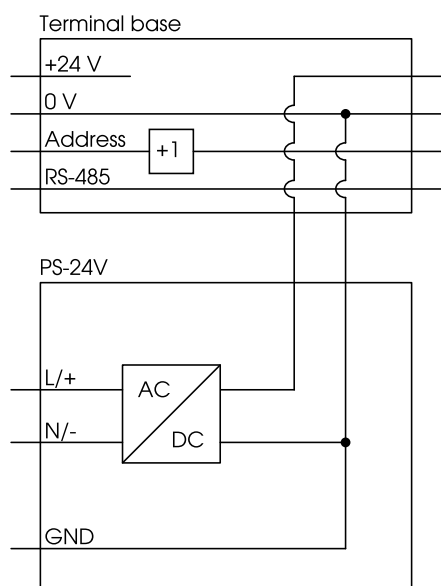 Terminal base
+24 V
0 V
Address
+1
RS-485
PS-24V
L/+
AC
N/-
DC
GND